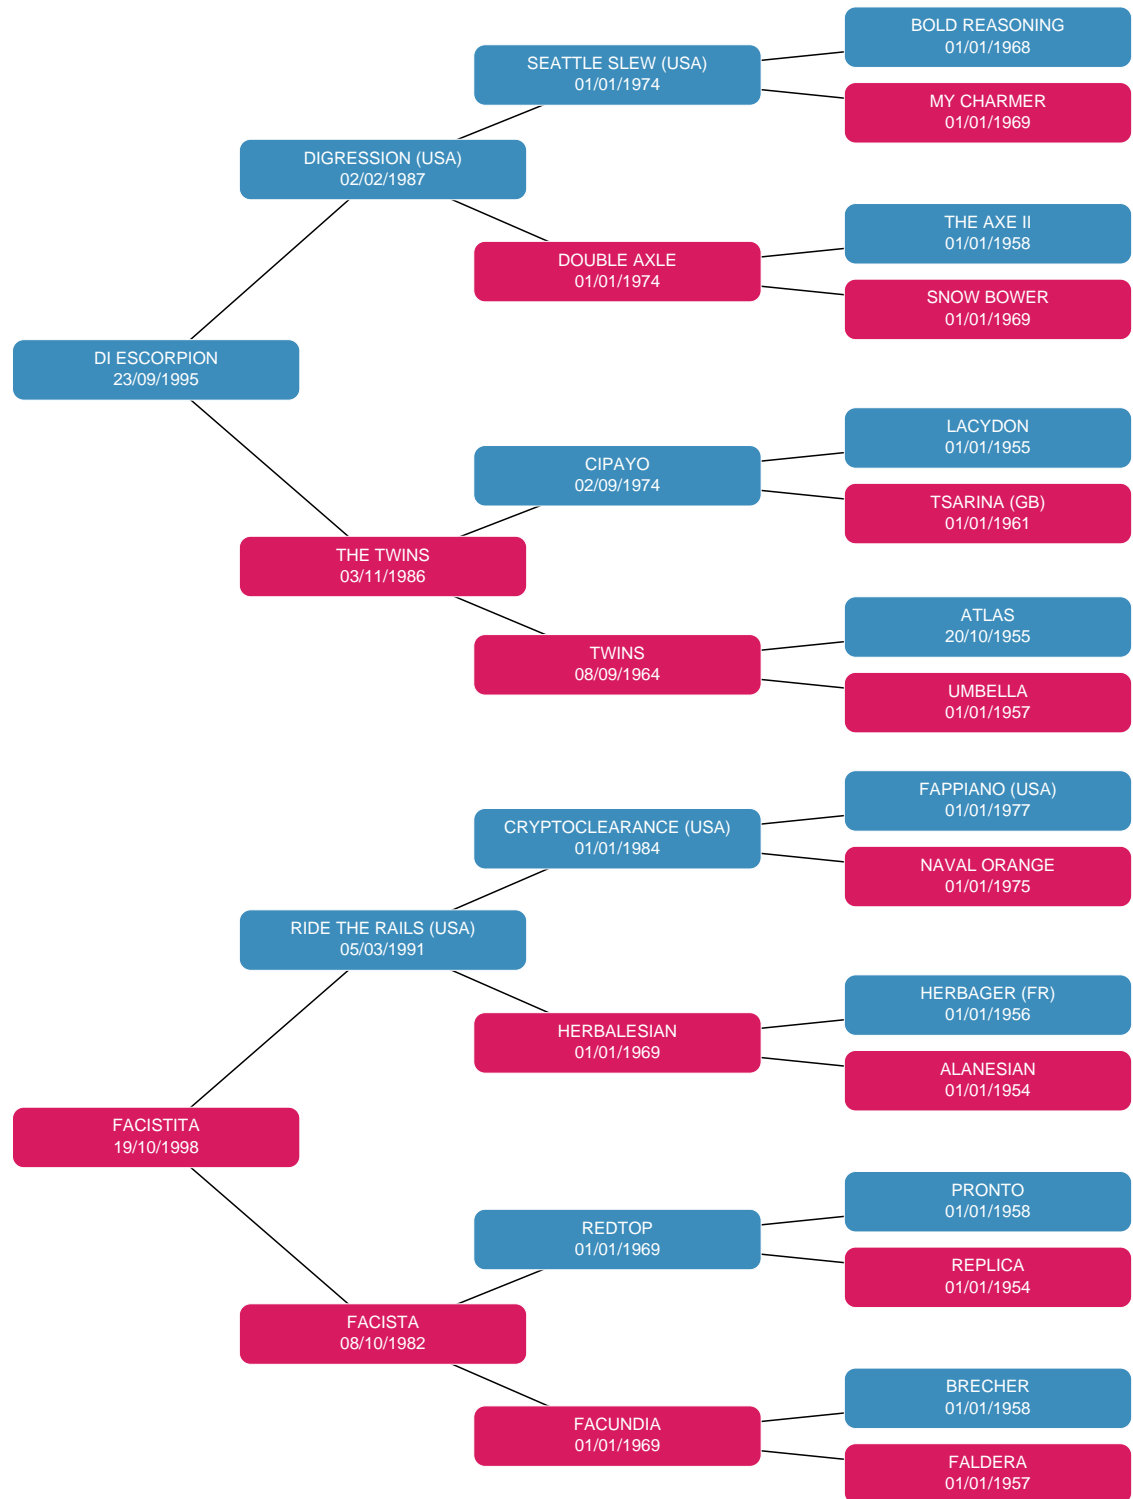 BOLD REASONING
01/01/1968
SEATTLE SLEW (USA)
01/01/1974
MY CHARMER
01/01/1969
DIGRESSION (USA)
02/02/1987
THE AXE II
01/01/1958
DOUBLE AXLE
01/01/1974
SNOW BOWER
01/01/1969
DI ESCORPION
23/09/1995
LACYDON
01/01/1955
CIPAYO
02/09/1974
TSARINA (GB)
01/01/1961
THE TWINS
03/11/1986
ATLAS
20/10/1955
TWINS
08/09/1964
UMBELLA
01/01/1957
FAPPIANO (USA)
01/01/1977
CRYPTOCLEARANCE (USA)
01/01/1984
NAVAL ORANGE
01/01/1975
RIDE THE RAILS (USA)
05/03/1991
HERBAGER (FR)
01/01/1956
HERBALESIAN
01/01/1969
ALANESIAN
01/01/1954
FACISTITA
19/10/1998
PRONTO
01/01/1958
REDTOP
01/01/1969
REPLICA
01/01/1954
FACISTA
08/10/1982
BRECHER
01/01/1958
FACUNDIA
01/01/1969
FALDERA
01/01/1957